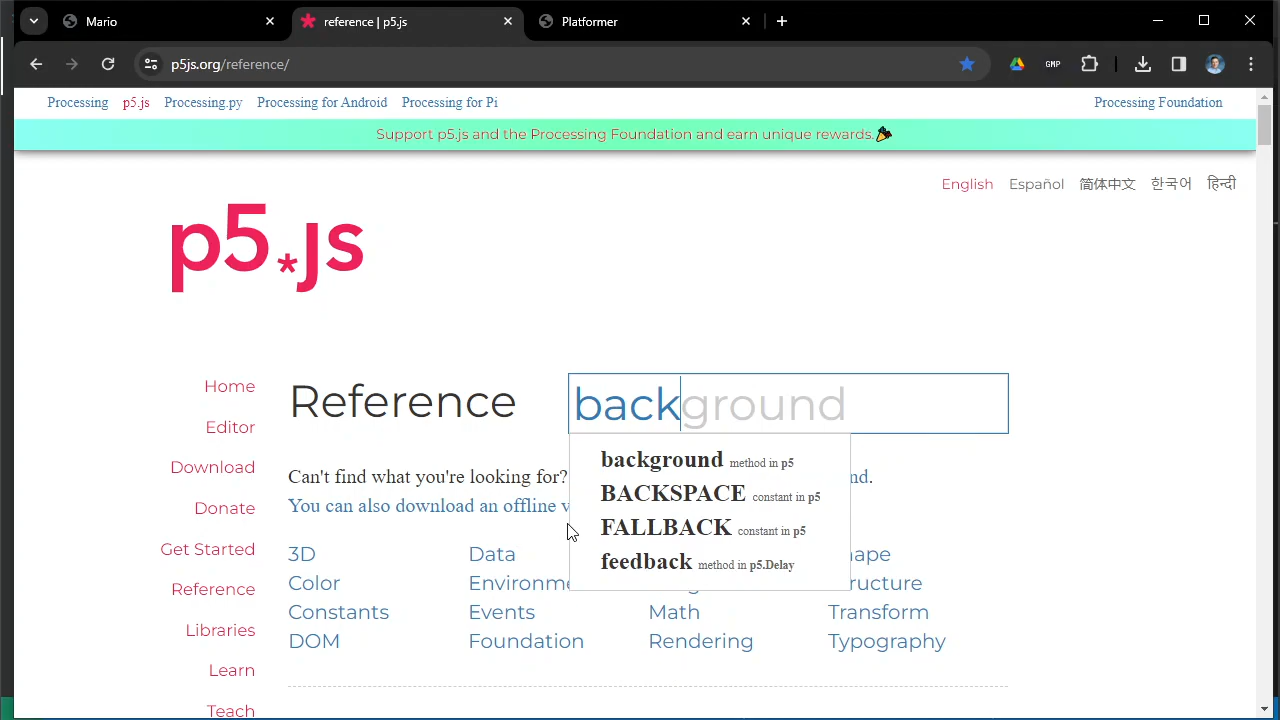 Mario
reference | p5.js
Platformer
p5js.org/reference/
GMP
Processing p5.js Processing.py Processing for Android Processing for Pi
Processing Foundation
Support p5.js and the Processing Foundation and earn unique rewards.
English Español 简体中文 한국어 हिन्दी
p5.js
Home
Editor
Download
Donate
Get Started
Reference
Libraries
Learn
Teach
Reference
background
background method in p5
BACKSPACE constant in p5
FALLBACK constant in p5
feedback method in p5.Delay
Can't find what you're looking for? nd.
You can also download an offline v
3D
Color
Constants
DOM
Data
Environme
Events
Foundation
Math
Rendering
ape
ructure
Transform
Typography